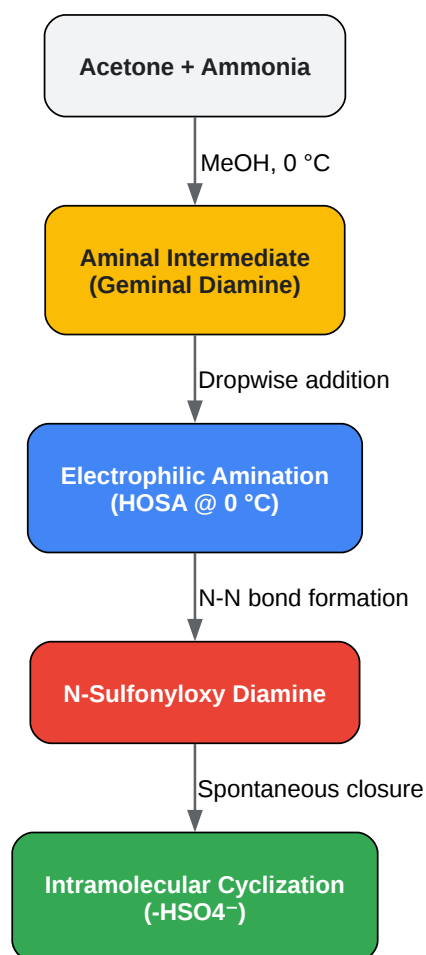 Acetone + Ammonia
MeOH, 0 °C
Aminal Intermediate
(Geminal Diamine)
Dropwise addition
Electrophilic Amination
(HOSA @ 0 °C)
N-N bond formation
N-Sulfonyloxy Diamine
Spontaneous closure
Intramolecular Cyclization
(-HSO4⁻)